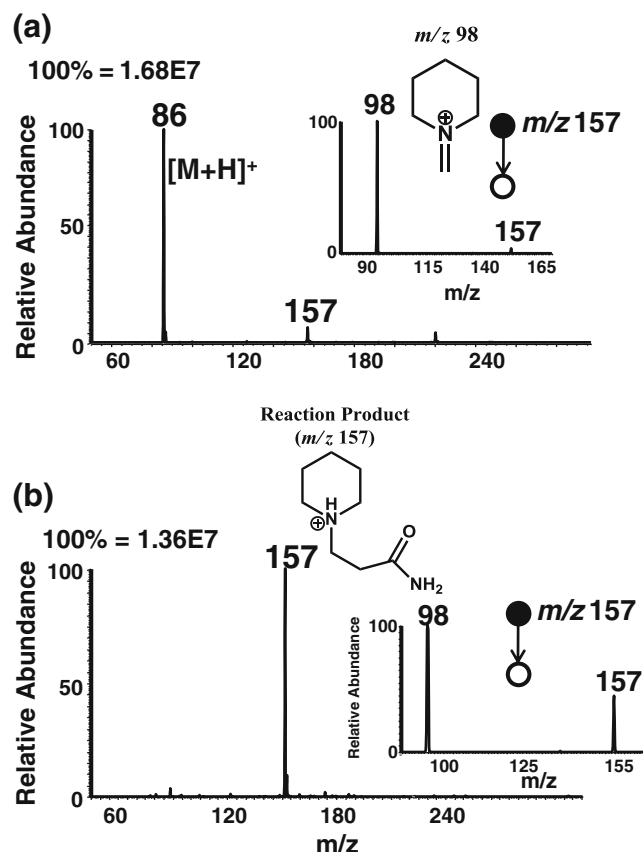 (a)
m/z 98
100% = 1.68E7
86
[M+H]+
100
50
0
Relative Abundance
60 120 180 240
98
⊕
N
m/z 157
157
100
0
90 115 140 165
m/z
Reaction Product
(m/z 157)
(b)
100% = 1.36E7
157
H
⊕ N
O
NH2
100
50
0
Relative Abundance
60 120 180 240
m/z
98
m/z 157
157
100
0
Relative Abundance
100 125 155
m/z